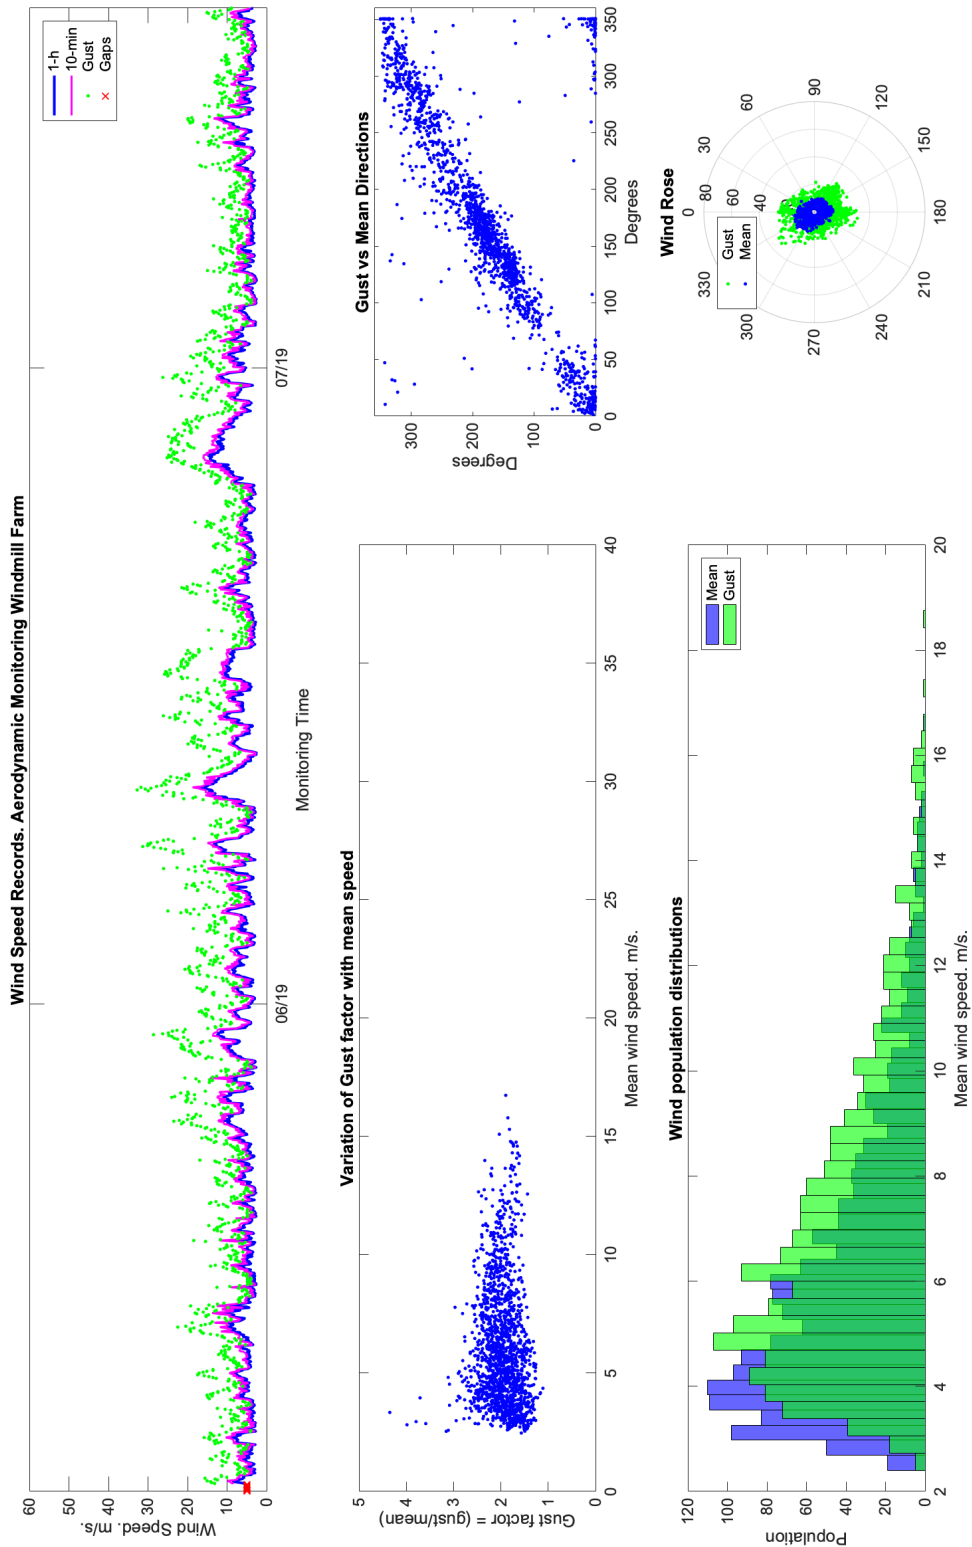 Wind Speed Records. Aerodynamic Monitoring Windmill Farm
60
50
40
30
20
10
0
Wind Speed. m/s.
06/19
07/19
Monitoring Time
1-h
10-min
Gust
Gaps
Variation of Gust factor with mean speed
5
4
3
2
1
0
Gust factor = (gust/mean)
0 5 10 15 20 25 30 35 40
Mean wind speed. m/s.
Gust vs Mean Directions
300
200
100
0
Degrees
0 50 100 150 200 250 300 350
Degrees
Wind population distributions
120
100
80
60
40
20
0
Population
2 4 6 8 10 12 14 16 18 20
Mean wind speed. m/s.
Mean
Gust
Wind Rose
0
30
60
90
120
150
180
210
240
270
300
330
80
60
40
Gust
Mean